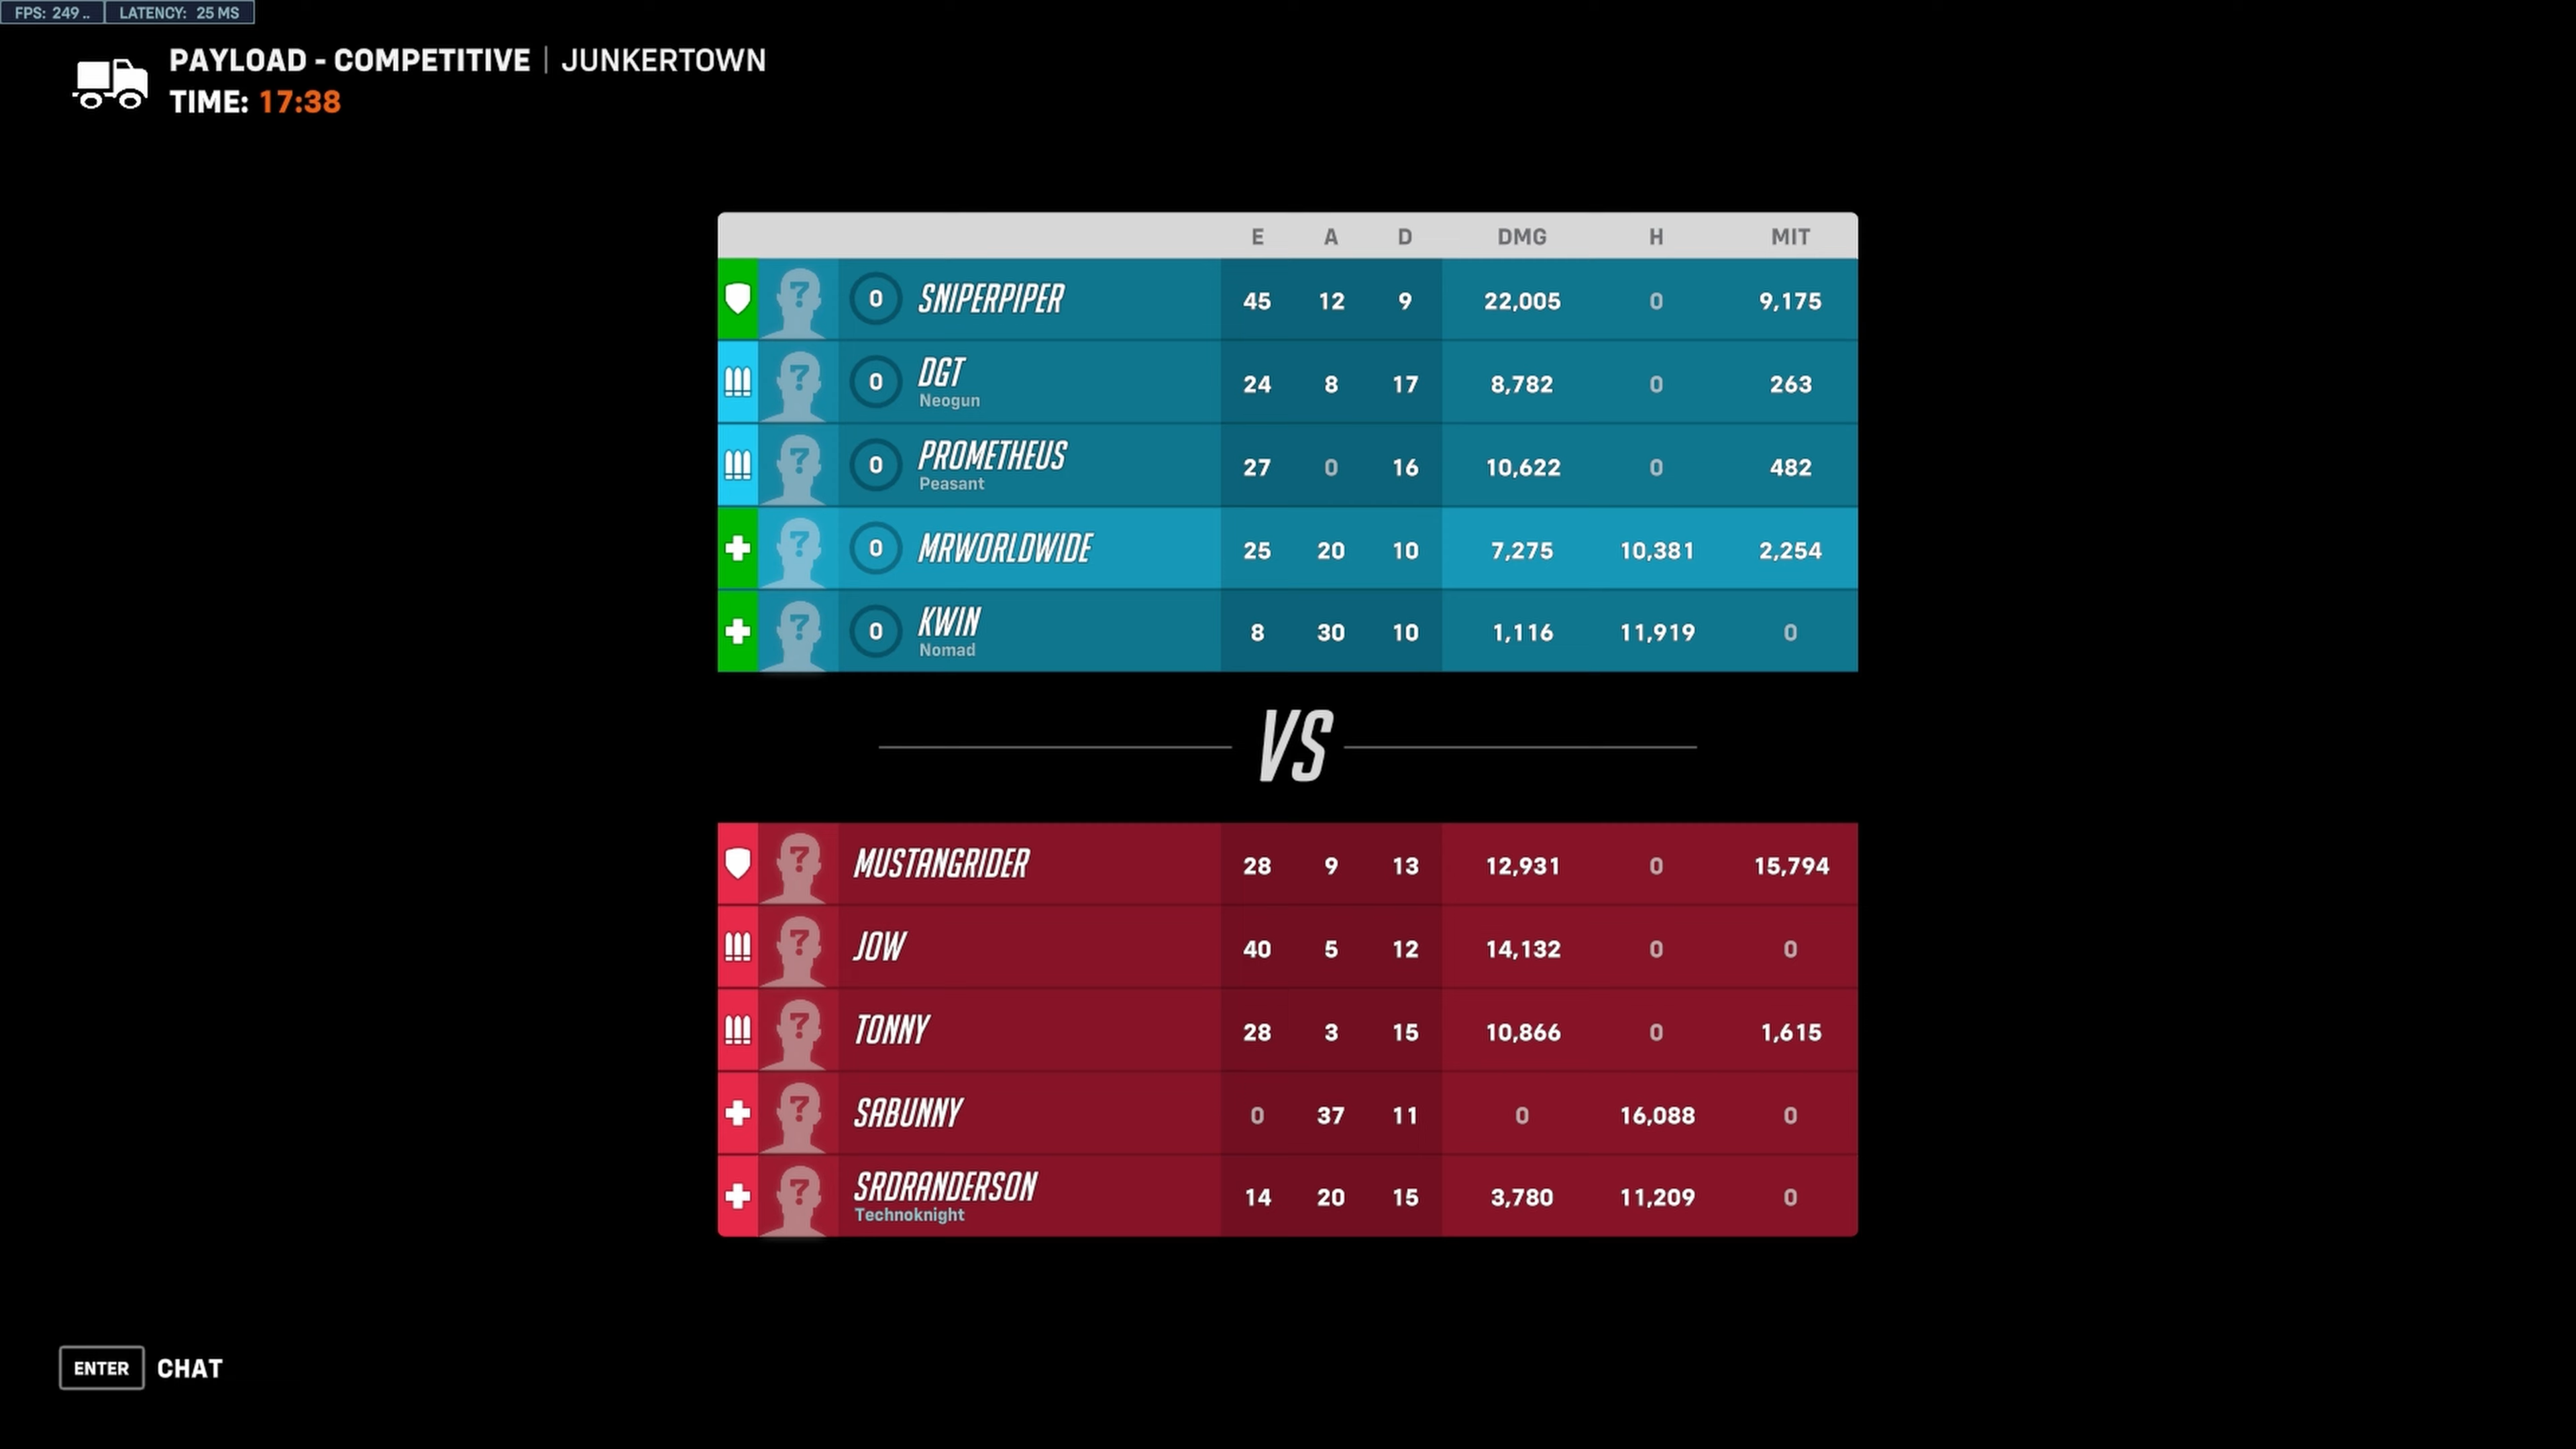 FPS: 249 .. LATENCY: 25 MS
PAYLOAD - COMPETITIVE | JUNKERTOWN
TIME: 17:38
E A D DMG H MIT
? 0 SNIPERPIPER 45 12 9 22,005 0 9,175
? 0 DGT 24 8 17 8,782 0 263
Neogun
? 0 PROMETHEUS 27 0 16 10,622 0 482
Peasant
? 0 MRWORLDWIDE 25 20 10 7,275 10,381 2,254
? 0 KWIN 8 30 10 1,116 11,919 0
Nomad
VS
? MUSTANGRIDER 28 9 13 12,931 0 15,794
? JOW 40 5 12 14,132 0 0
? TONNY 28 3 15 10,866 0 1,615
? SABUNNY 0 37 11 0 16,088 0
? SRDRANDERSON 14 20 15 3,780 11,209 0
Technoknight
ENTER CHAT